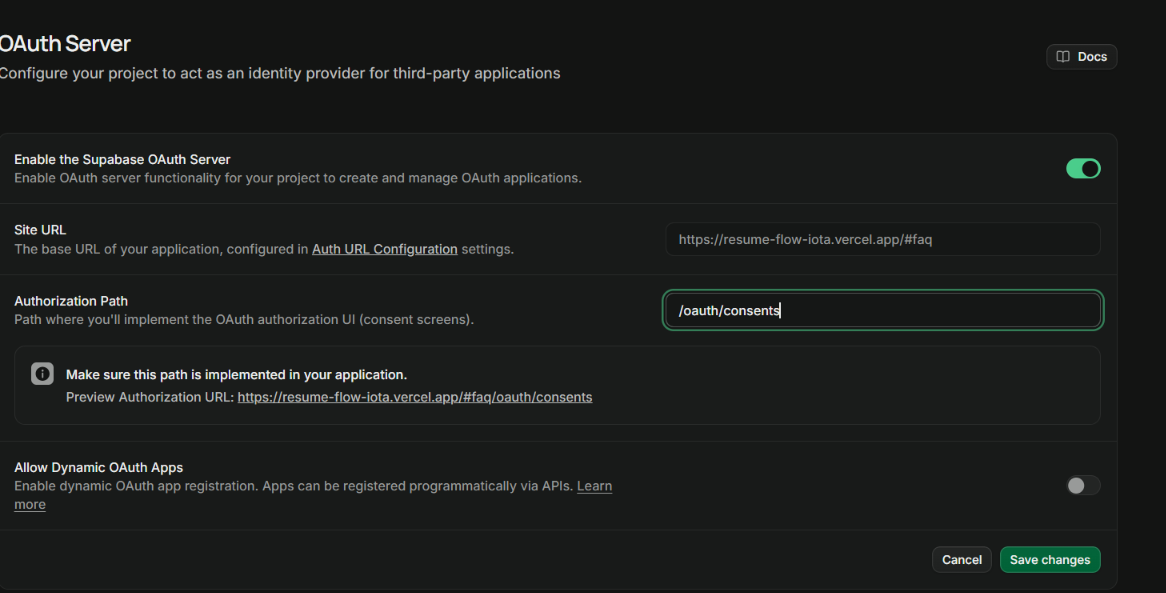 OAuth Server
Configure your project to act as an identity provider for third-party applications
Docs
Enable the Supabase OAuth Server
Enable OAuth server functionality for your project to create and manage OAuth applications.
Site URL
The base URL of your application, configured in Auth URL Configuration settings.
https://resume-flow-iota.vercel.app/#faq
Authorization Path
Path where you'll implement the OAuth authorization UI (consent screens).
/oauth/consents
Make sure this path is implemented in your application.
Preview Authorization URL: https://resume-flow-iota.vercel.app/#faq/oauth/consents
Allow Dynamic OAuth Apps
Enable dynamic OAuth app registration. Apps can be registered programmatically via APIs. Learn
more
Cancel
Save changes